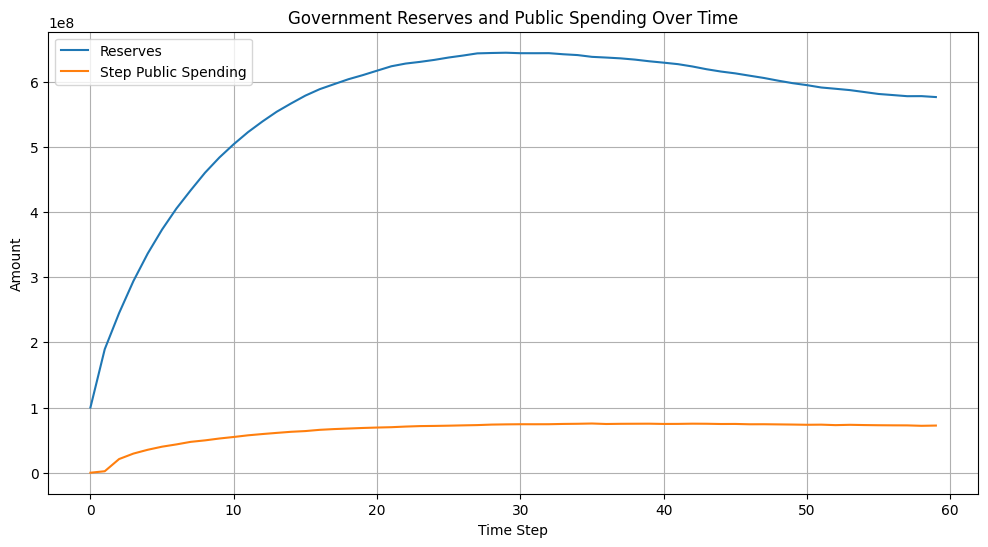 Government Reserves and Public Spending Over Time
1e8
Reserves
Step Public Spending
6
5
4
3
2
1
0
Amount
0 10 20 30 40 50 60
Time Step